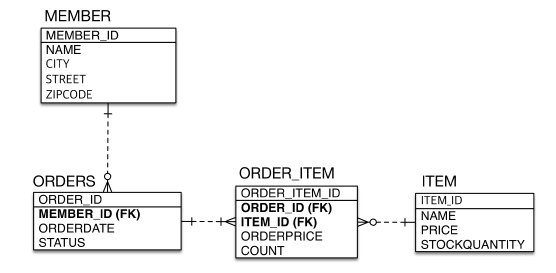 MEMBER
MEMBER_ID
NAME
CITY
STREET
ZIPCODE
ORDERS
ORDER_ID
MEMBER_ID (FK)
ORDERDATE
STATUS
ORDER_ITEM
ORDER_ITEM_ID
ORDER_ID (FK)
ITEM_ID (FK)
ORDERPRICE
COUNT
ITEM
ITEM_ID
NAME
PRICE
STOCKQUANTITY